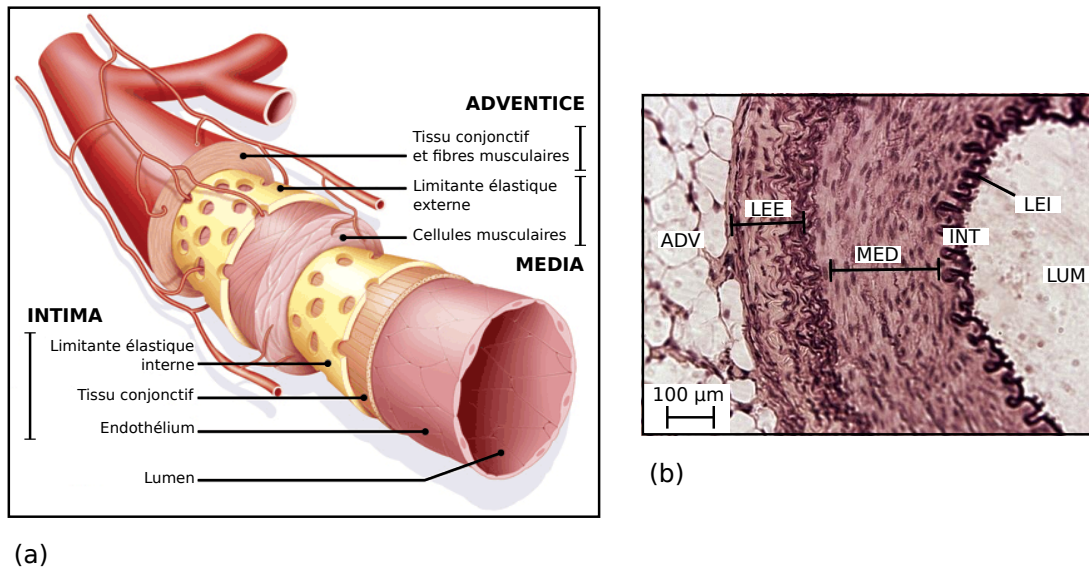 ADVENTICE
Tissu conjonctif
et fibres musculaires
Limitante élastique
externe
Cellules musculaires
MEDIA
INTIMA
Limitante élastique
interne
Tissu conjonctif
Endothélium
Lumen
(a)
LEE
ADV
MED
INT
LEI
LUM
100 µm
(b)